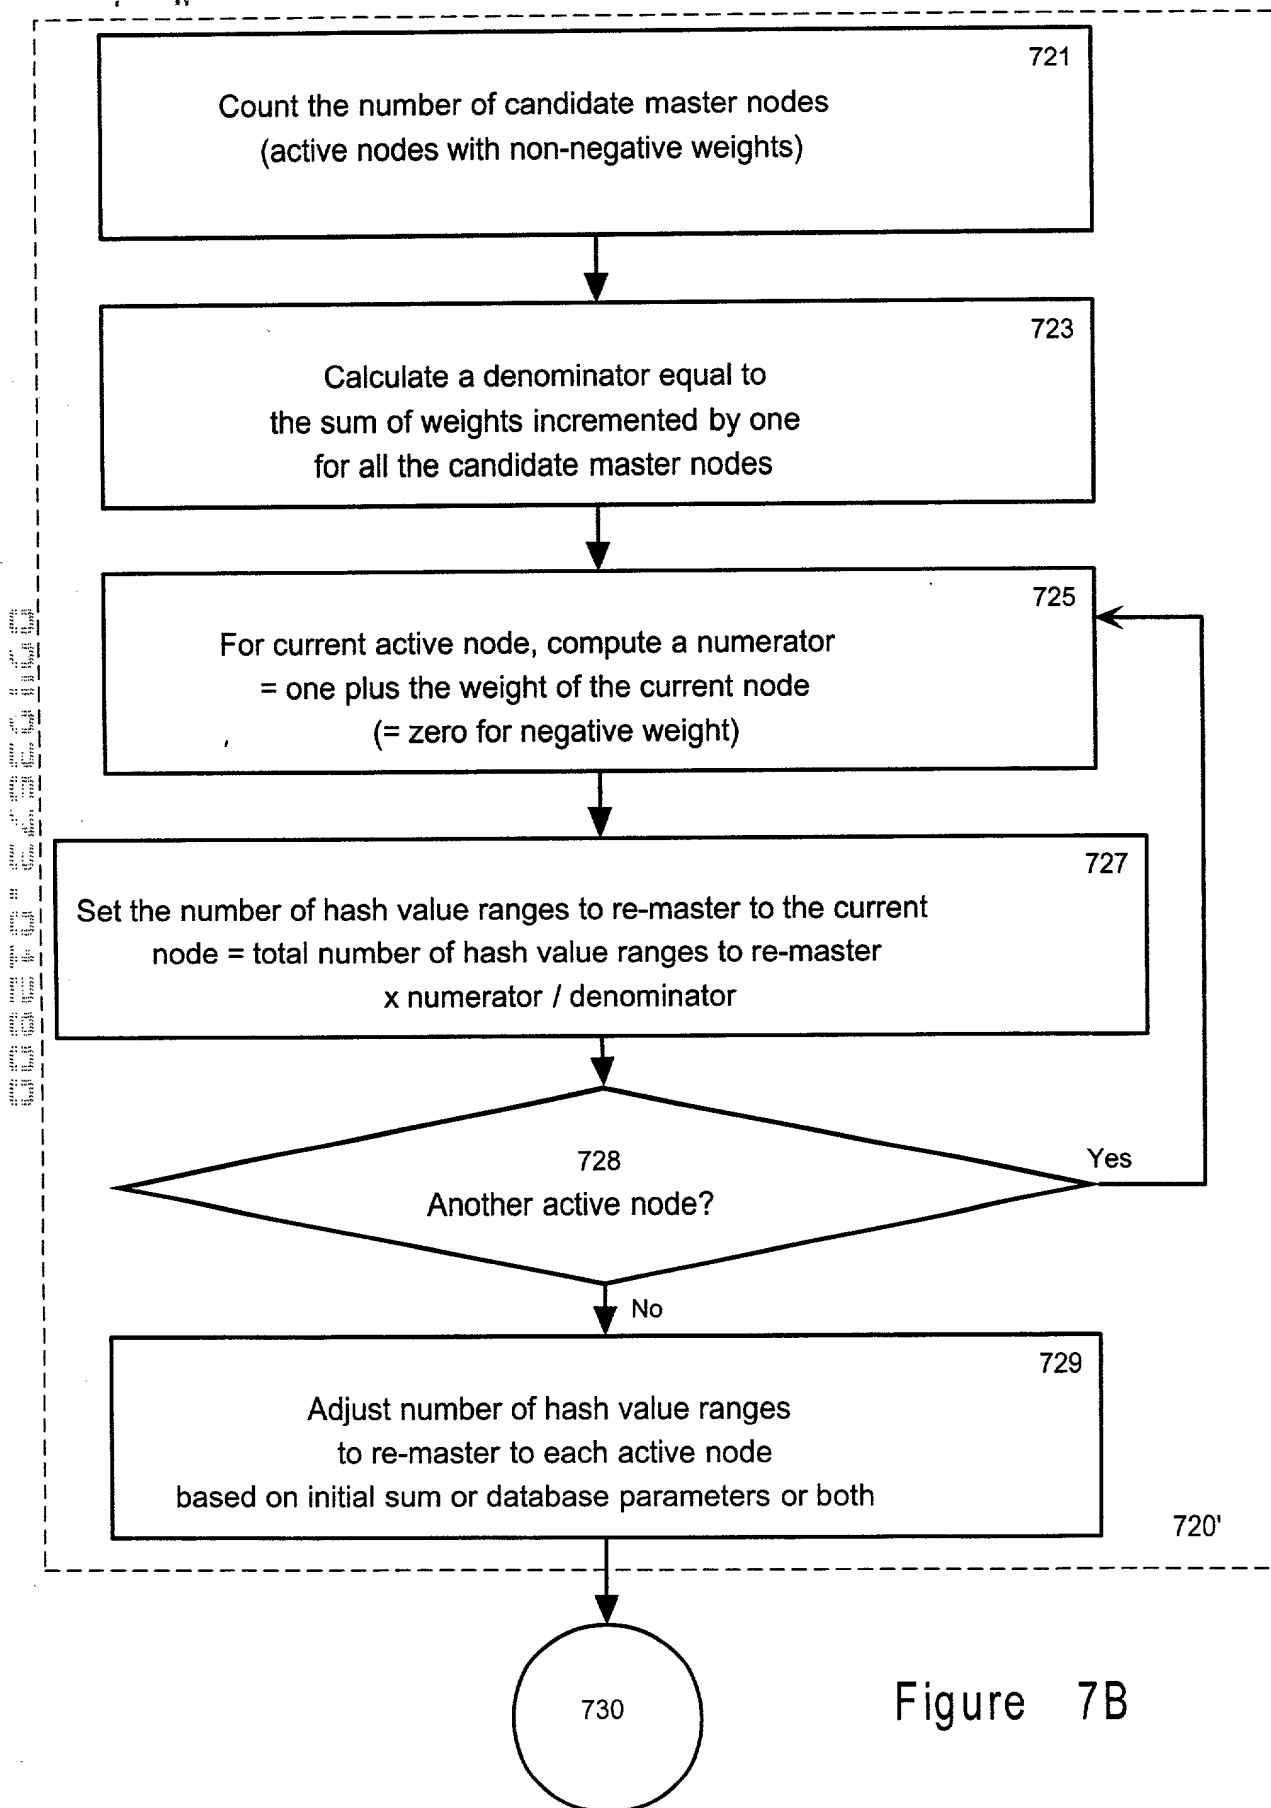 721
Count the number of candidate master nodes
(active nodes with non-negative weights)
723
Calculate a denominator equal to
the sum of weights incremented by one
for all the candidate master nodes
725
For current active node, compute a numerator
= one plus the weight of the current node
(= zero for negative weight)
727
Set the number of hash value ranges to re-master to the current
node = total number of hash value ranges to re-master
x numerator / denominator
728
Another active node?
Yes
No
729
Adjust number of hash value ranges
to re-master to each active node
based on initial sum or database parameters or both
720'
730
Figure 7B